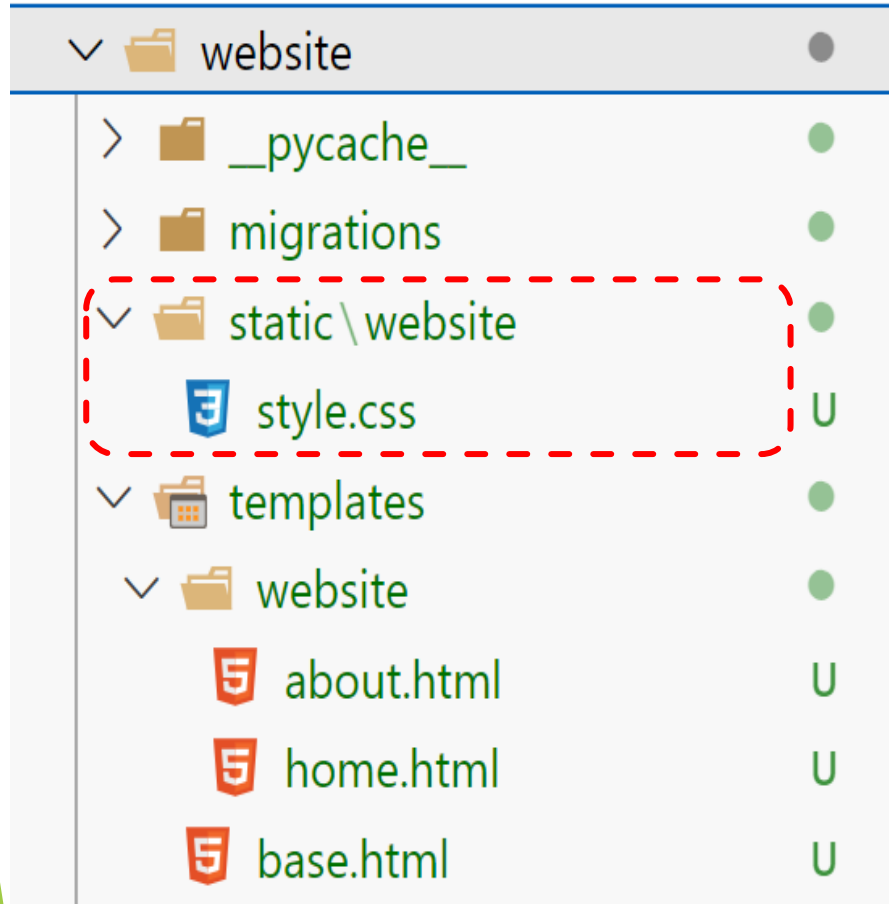 website
__pycache__
migrations
static\website
style.css U
templates
website
about.html U
home.html U
base.html U